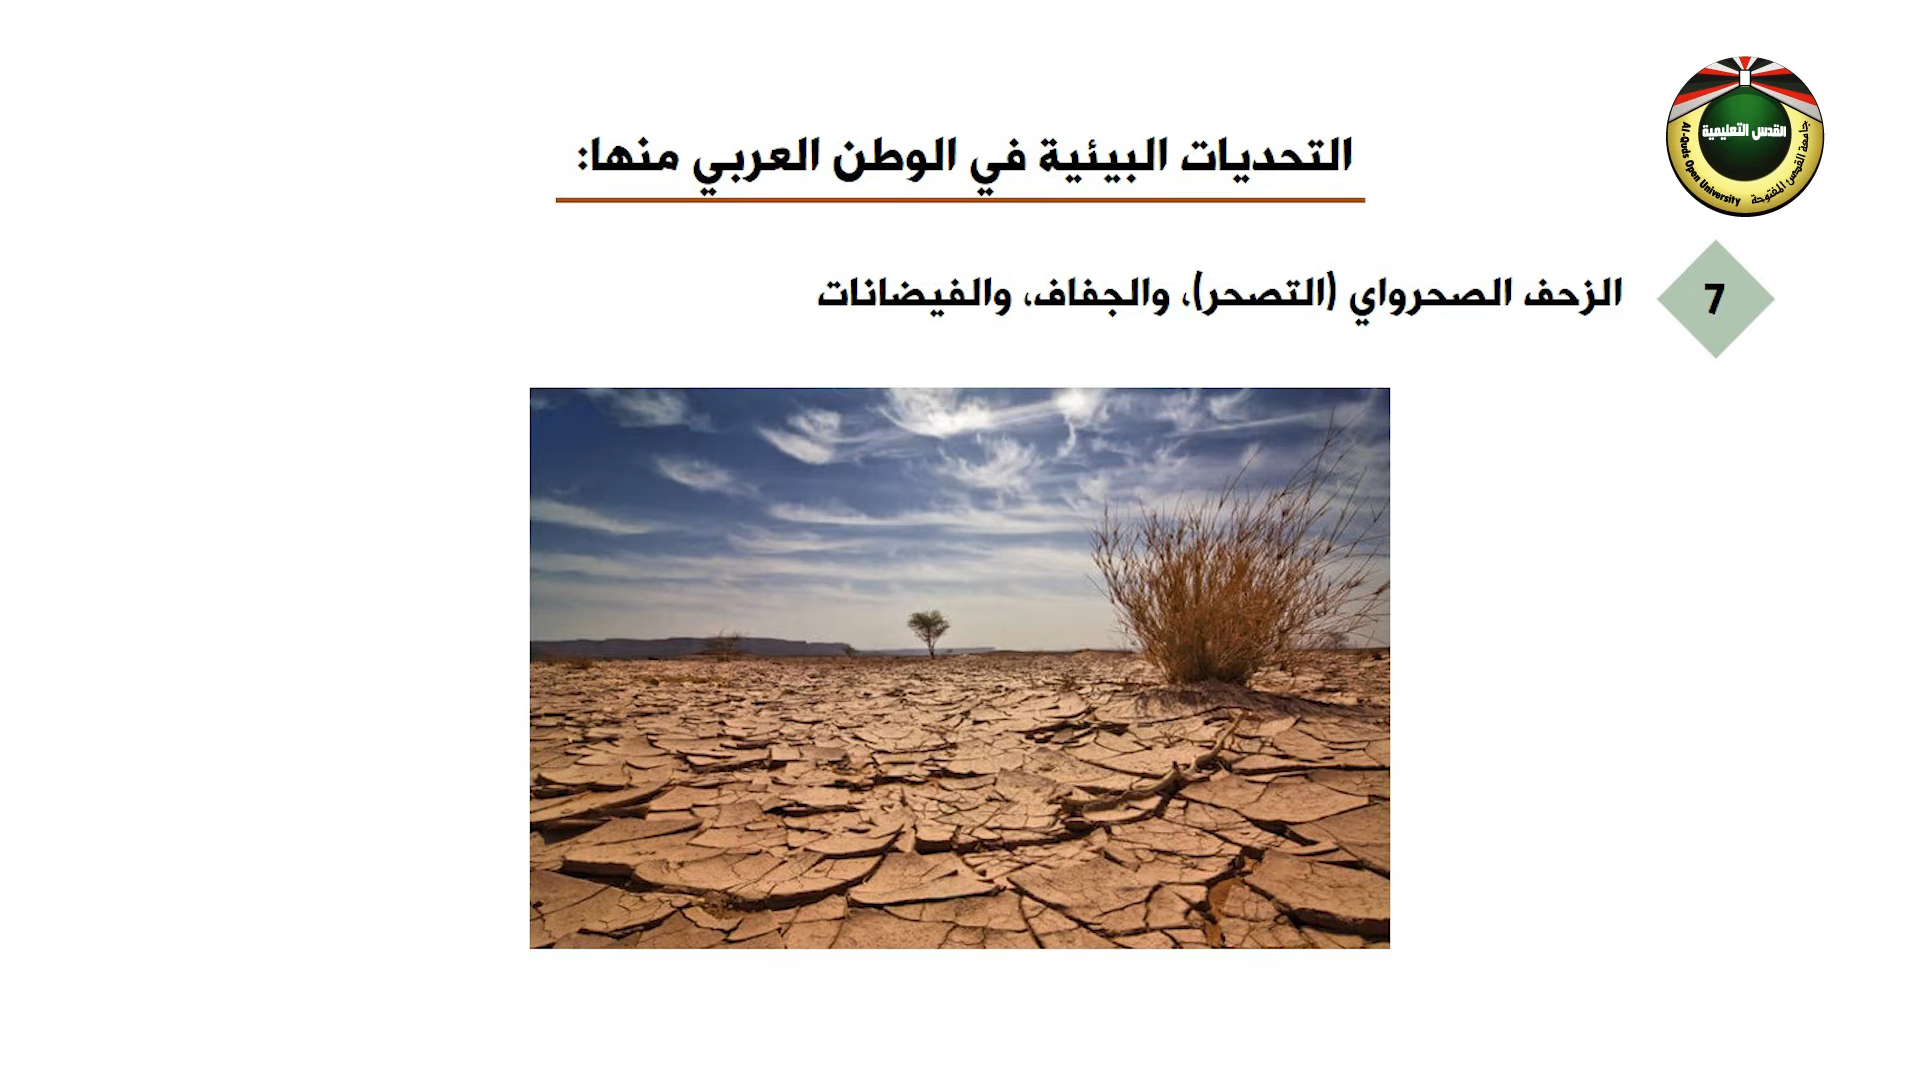 التحديات البيئية في الوطن العربي منها:
7
الزحف الصحرواي (التصحر)، والجفاف، والفيضانات
القدس التعليمية
جامعة القدس المفتوحة
Al-Quds Open University